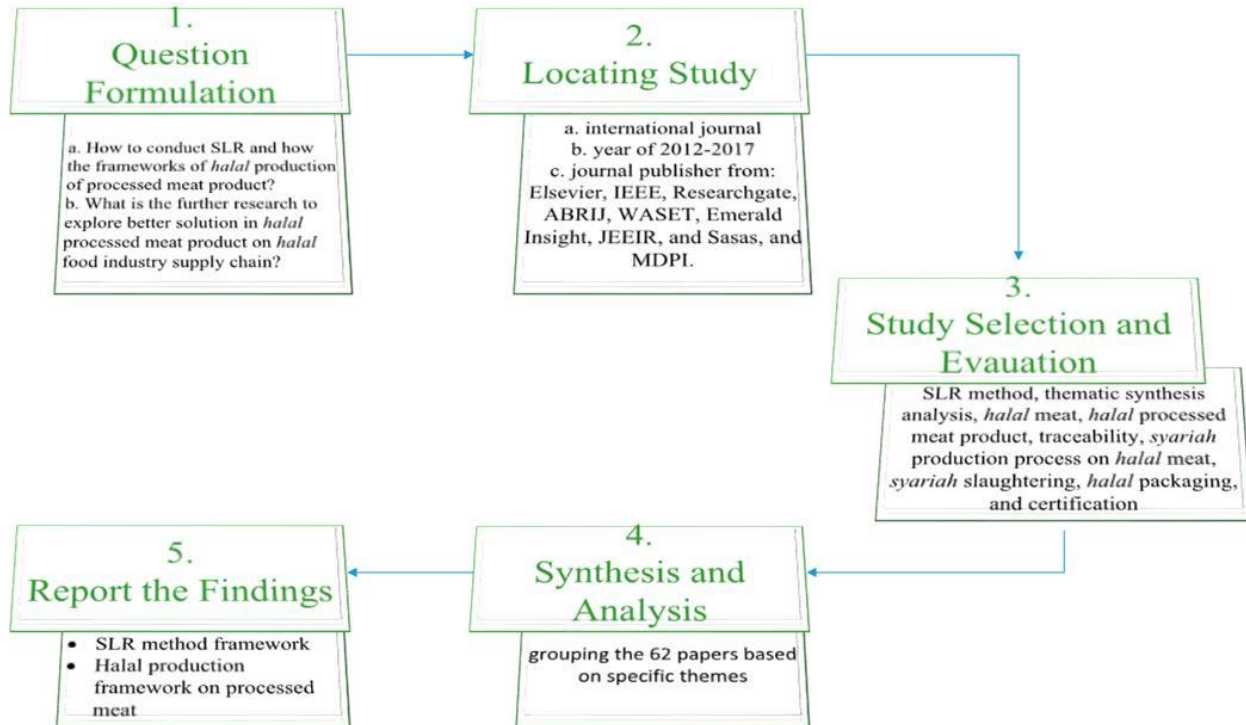 1.
Question
Formulation
a. How to conduct SLR and how
the frameworks of halal production
of processed meat product?
b. What is the further research to
explore better solution in halal
processed meat product on halal
food industry supply chain?
2.
Locating Study
a. international journal
b. year of 2012-2017
c. journal publisher from:
Elsevier, IEEE, Researchgate,
ABRIJ, WASET, Emerald
Insight, JEEIR, and Sasas, and
MDPI.
3.
Study Selection and
Evauation
SLR method, thematic synthesis
analysis, halal meat, halal processed
meat product, traceability, syariah
production process on halal meat,
syariah slaughtering, halal packaging,
and certification
4.
Synthesis and
Analysis
grouping the 62 papers based
on specific themes
5.
Report the Findings
• SLR method framework
• Halal production
framework on processed
meat